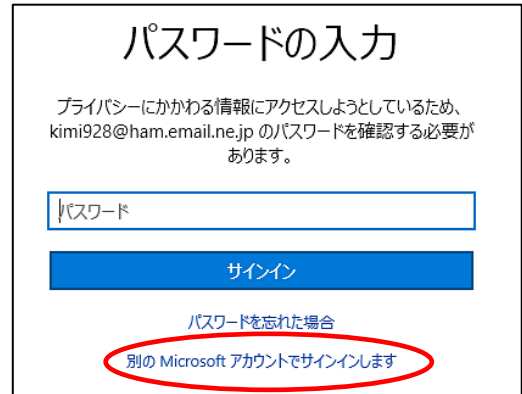 パスワードの入力
プライバシーにかかわる情報にアクセスしようとしているため、
kimi928@ham.email.ne.jp のパスワードを確認する必要が
あります。
パスワード
サインイン
パスワードを忘れた場合
別の Microsoft アカウントでサインインします